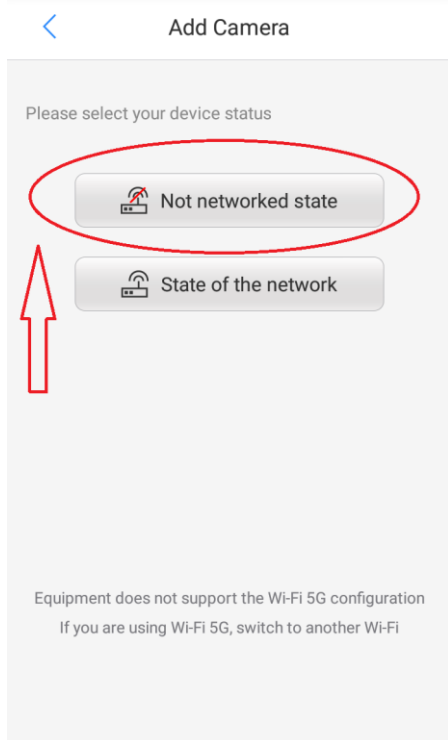 Add Camera
Please select your device status
Not networked state
State of the network
Equipment does not support the Wi-Fi 5G configuration
If you are using Wi-Fi 5G, switch to another Wi-Fi